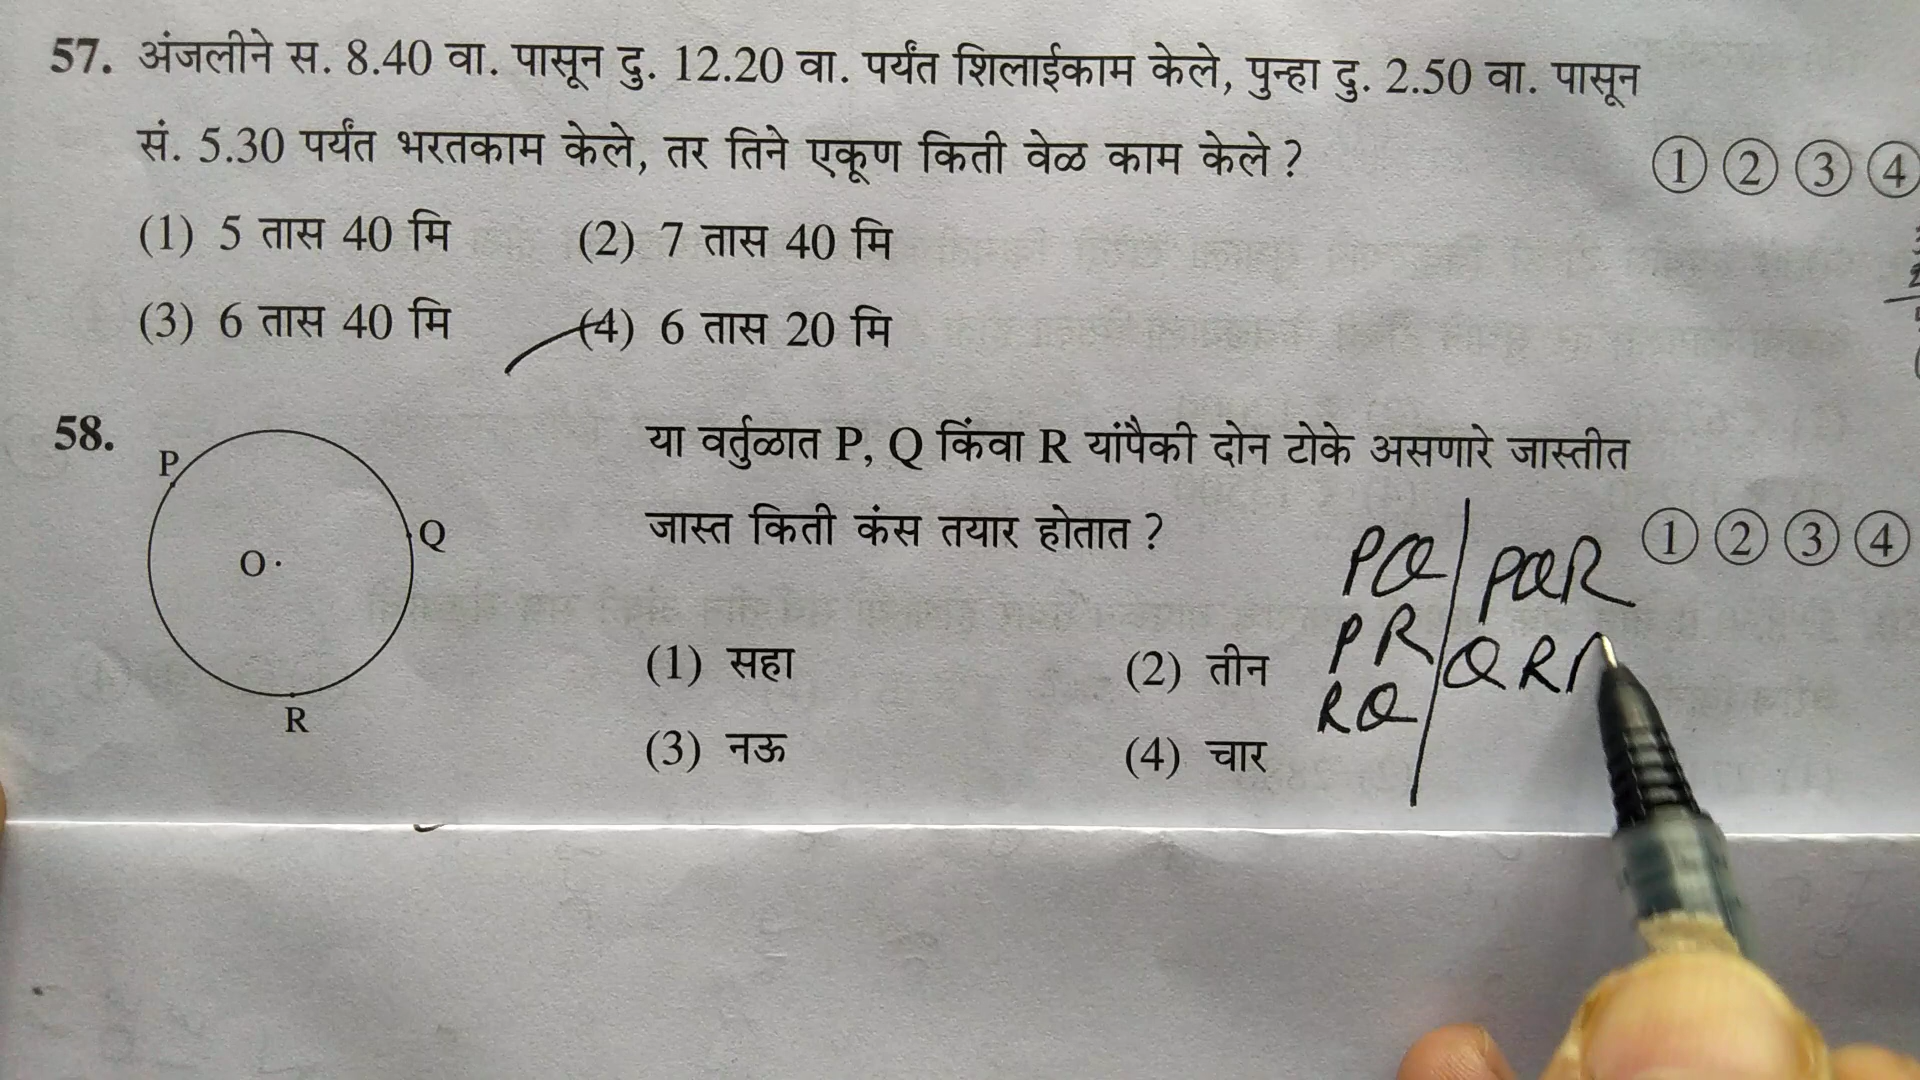 57. अंजलीने स. 8.40 वा. पासून दु. 12.20 वा. पर्यंत शिलाईकाम केले, पुन्हा दु. 2.50 वा. पासून
सं. 5.30 पर्यंत भरतकाम केले, तर तिने एकूण किती वेळ काम केले ?
① ② ③ ④
(1) 5 तास 40 मि (2) 7 तास 40 मि
(3) 6 तास 40 मि (4) 6 तास 20 मि
58. या वर्तुळात P, Q किंवा R यांपैकी दोन टोके असणारे जास्तीत
जास्त किती कंस तयार होतात ?
① ② ③ ④
P
Q
O
R
(1) सहा (2) तीन
(3) नऊ (4) चार
PQ PQR
PR QR
RQ